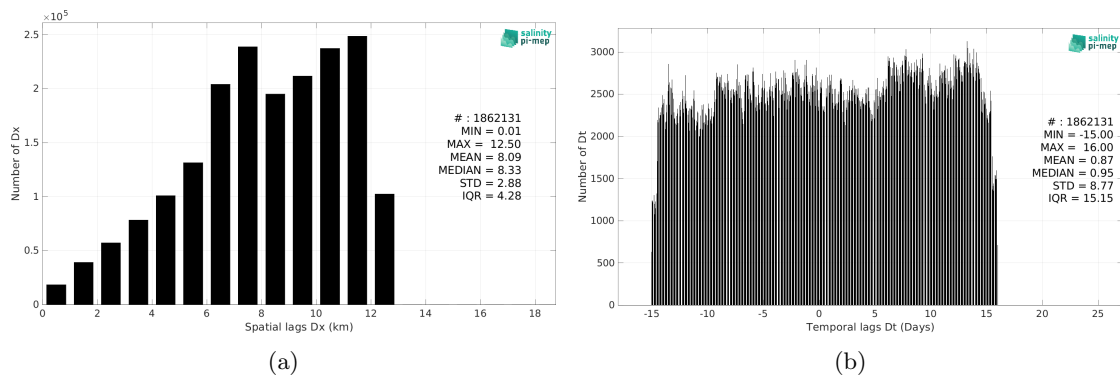 ×10⁵
2.5
2
1.5
1
0.5
0
Number of Dx
0 2 4 6 8 10 12 14 16 18
Spatial lags Dx (km)
salinity
pi-mep
# : 1862131
MIN = 0.01
MAX = 12.50
MEAN = 8.09
MEDIAN = 8.33
STD = 2.88
IQR = 4.28
(a)
3000
2500
2000
1500
1000
500
0
Number of Dt
-15 -10 -5 0 5 10 15 20 25
Temporal lags Dt (Days)
salinity
pi-mep
# : 1862131
MIN = -15.00
MAX = 16.00
MEAN = 0.87
MEDIAN = 0.95
STD = 8.77
IQR = 15.15
(b)